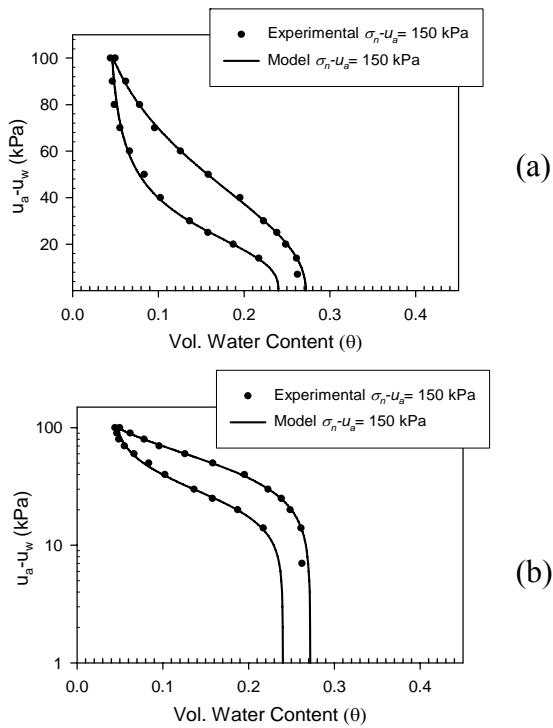 Experimental σn-ua= 150 kPa
Model σn-ua= 150 kPa
100
80
60
40
20
ua-uw (kPa)
0.0 0.1 0.2 0.3 0.4
Vol. Water Content (θ)
(a)
Experimental σn-ua= 150 kPa
Model σn-ua= 150 kPa
100
10
1
ua-uw (kPa)
0.0 0.1 0.2 0.3 0.4
Vol. Water Content (θ)
(b)